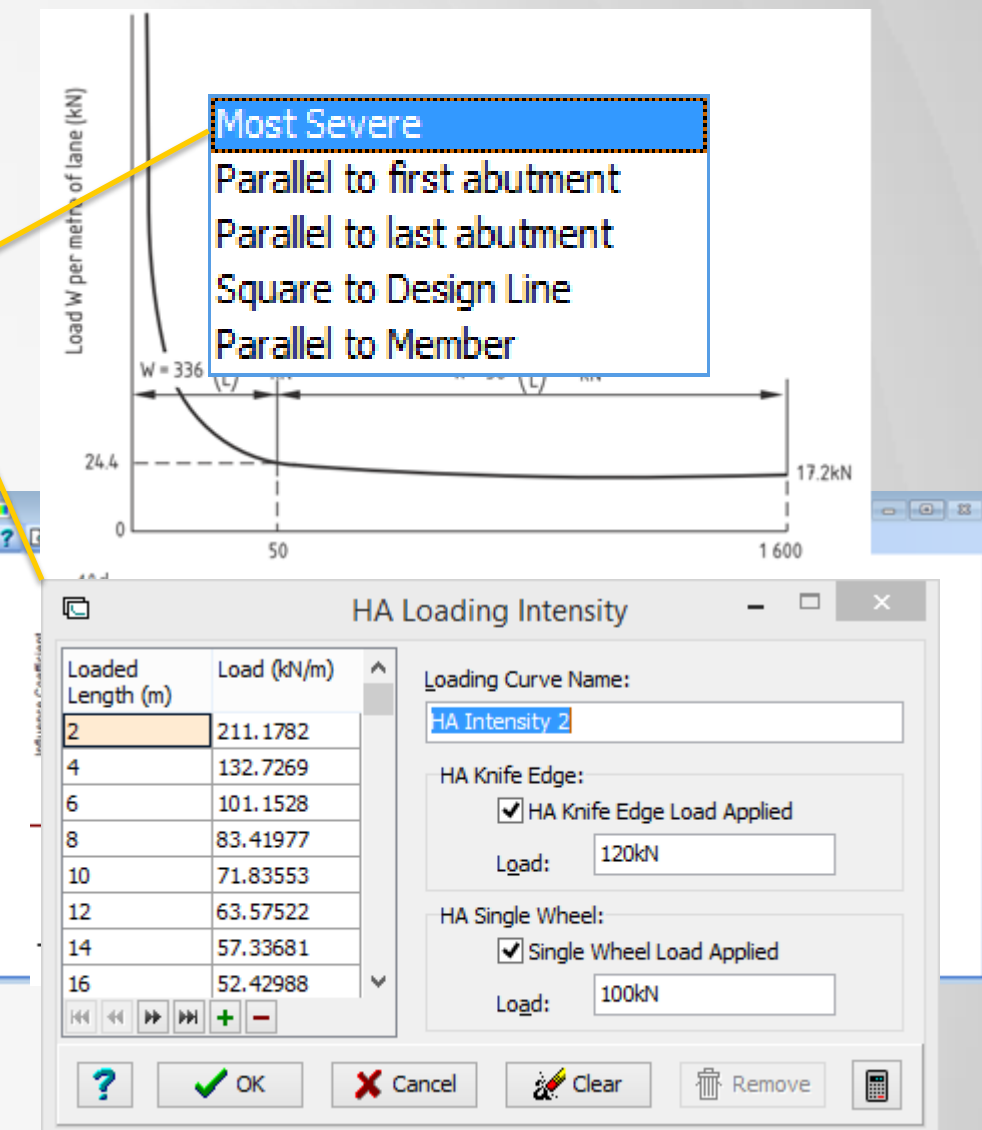 Load W per metre of lane (kN)
Most Severe
Parallel to first abutment
Parallel to last abutment
Square to Design Line
Parallel to Member
W = 336
(L)
(L)
24.4
17.2kN
0
50
1 600
HA Loading Intensity
Influence Coefficient
Loaded Length (m) Load (kN/m)
2 211.1782
4 132.7269
6 101.1528
8 83.41977
10 71.83553
12 63.57522
14 57.33681
16 52.42988
Loading Curve Name:
HA Intensity 2
HA Knife Edge:
HA Knife Edge Load Applied
Load: 120kN
HA Single Wheel:
Single Wheel Load Applied
Load: 100kN
? OK Cancel Clear Remove